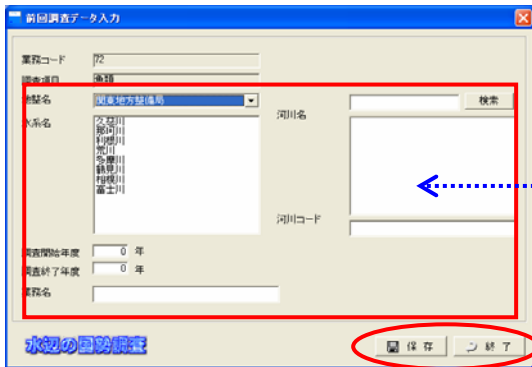 前回調査データ入力
業務コード 72
調査項目 魚類
地整名 関東地方整備局
河川名 検索
水系名
久慈川
那珂川
利根川
荒川
多摩川
鶴見川
相模川
富士川
河川コード
調査開始年度 0 年
調査終了年度 0 年
業務名
水辺の国勢調査
保存 終了